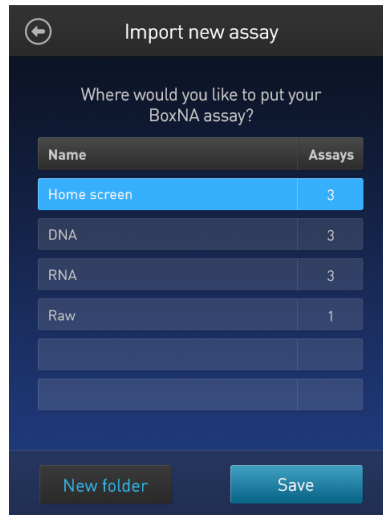 Import new assay
Where would you like to put your
BoxNA assay?
Name Assays
Home screen 3
DNA 3
RNA 3
Raw 1
New folder Save